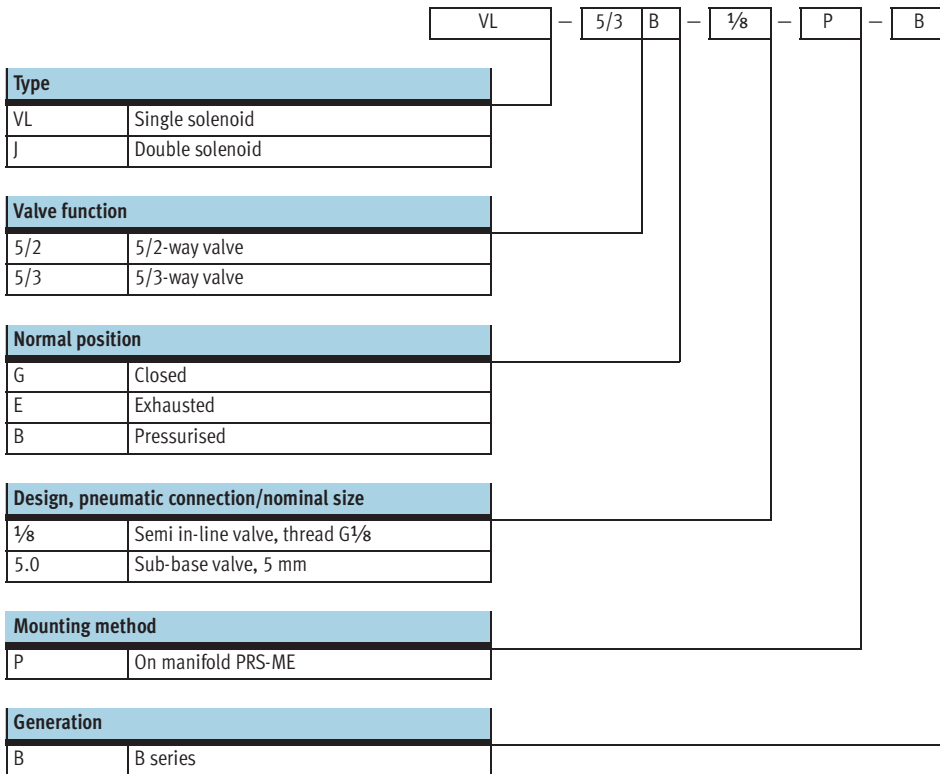 VL – 5/3 B – ⅛ – P – B
Type
VL Single solenoid
J Double solenoid
Valve function
5/2 5/2-way valve
5/3 5/3-way valve
Normal position
G Closed
E Exhausted
B Pressurised
Design, pneumatic connection/nominal size
⅛ Semi in-line valve, thread G⅛
5.0 Sub-base valve, 5 mm
Mounting method
P On manifold PRS-ME
Generation
B B series